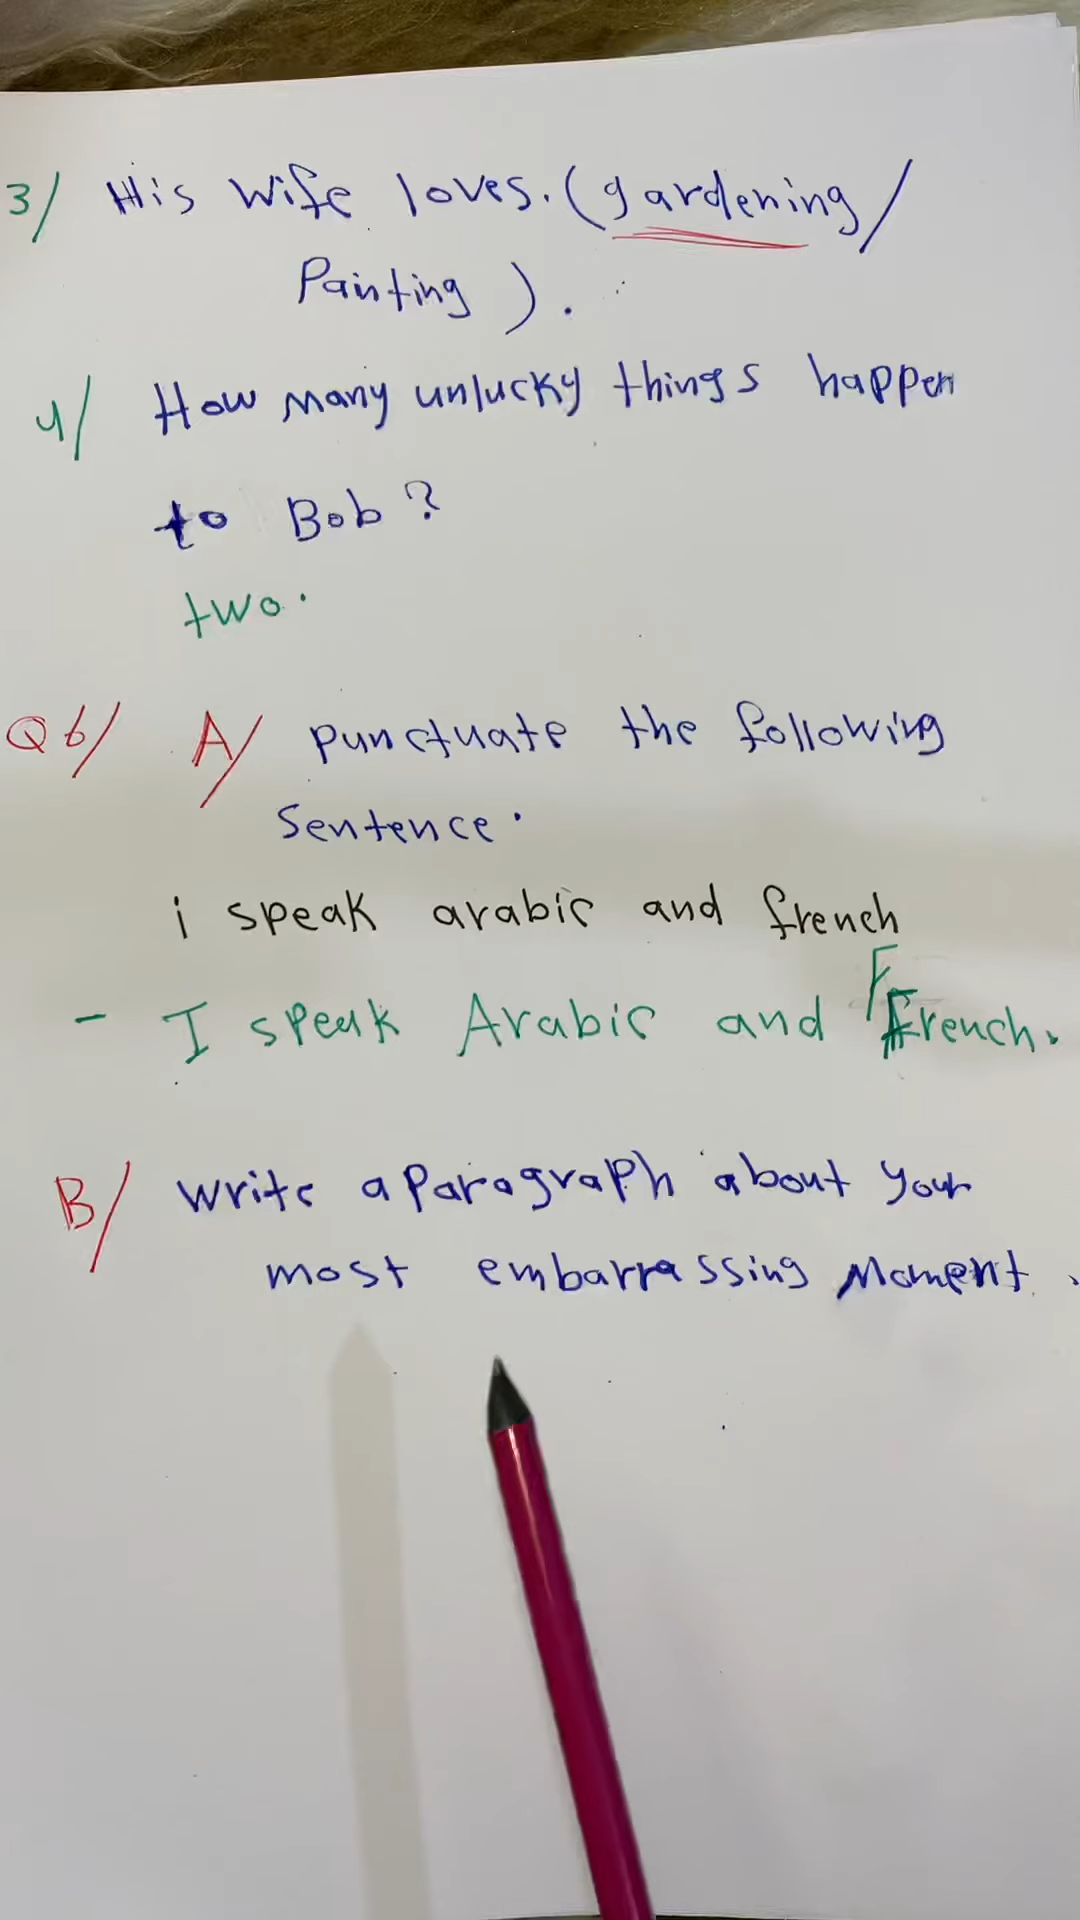 3/ His wife loves. (gardening/
Painting).
4/ How many unlucky things happen
to Bob?
two.
Q6/ A/ Punctuate the following
Sentence.
i speak arabic and french
- I speak Arabic and French.
B/ write a paragraph about your
most embarrassing Moment.